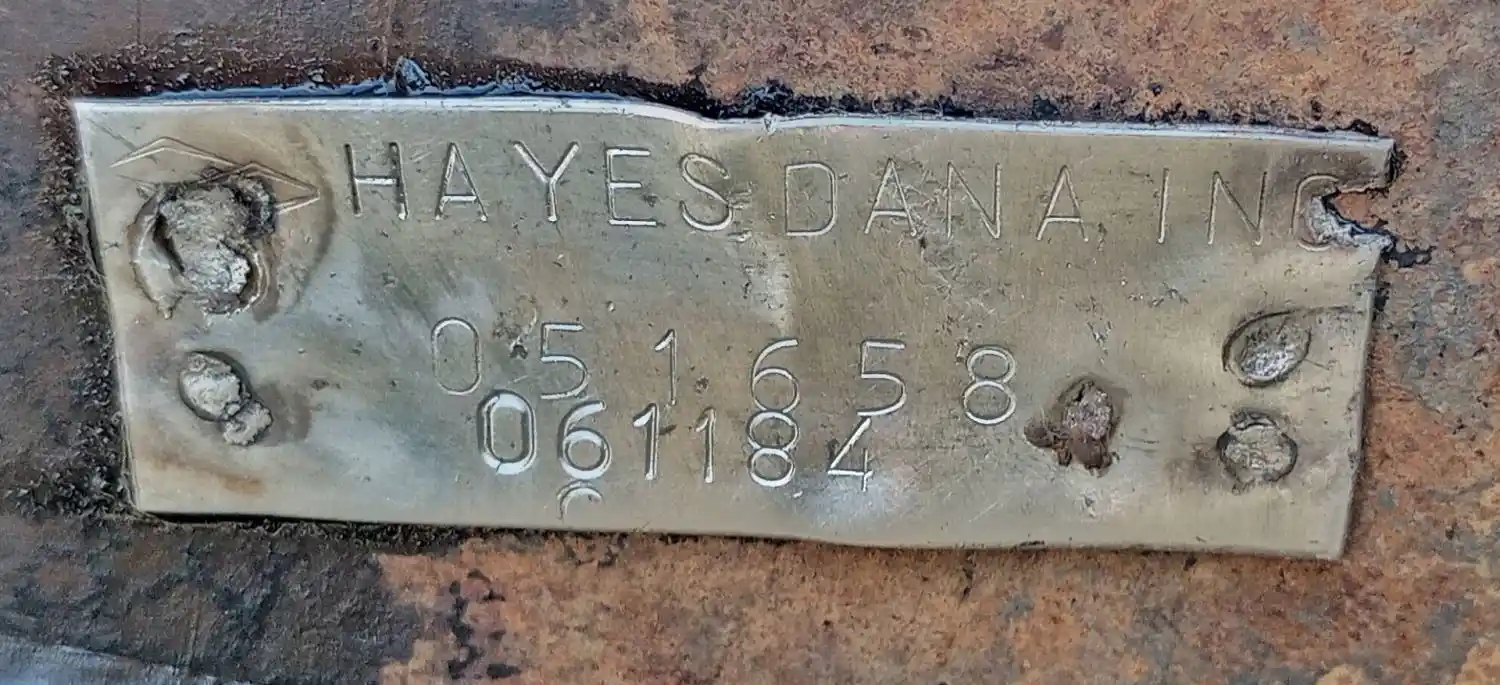 HAYES DANA INC
051658
061184